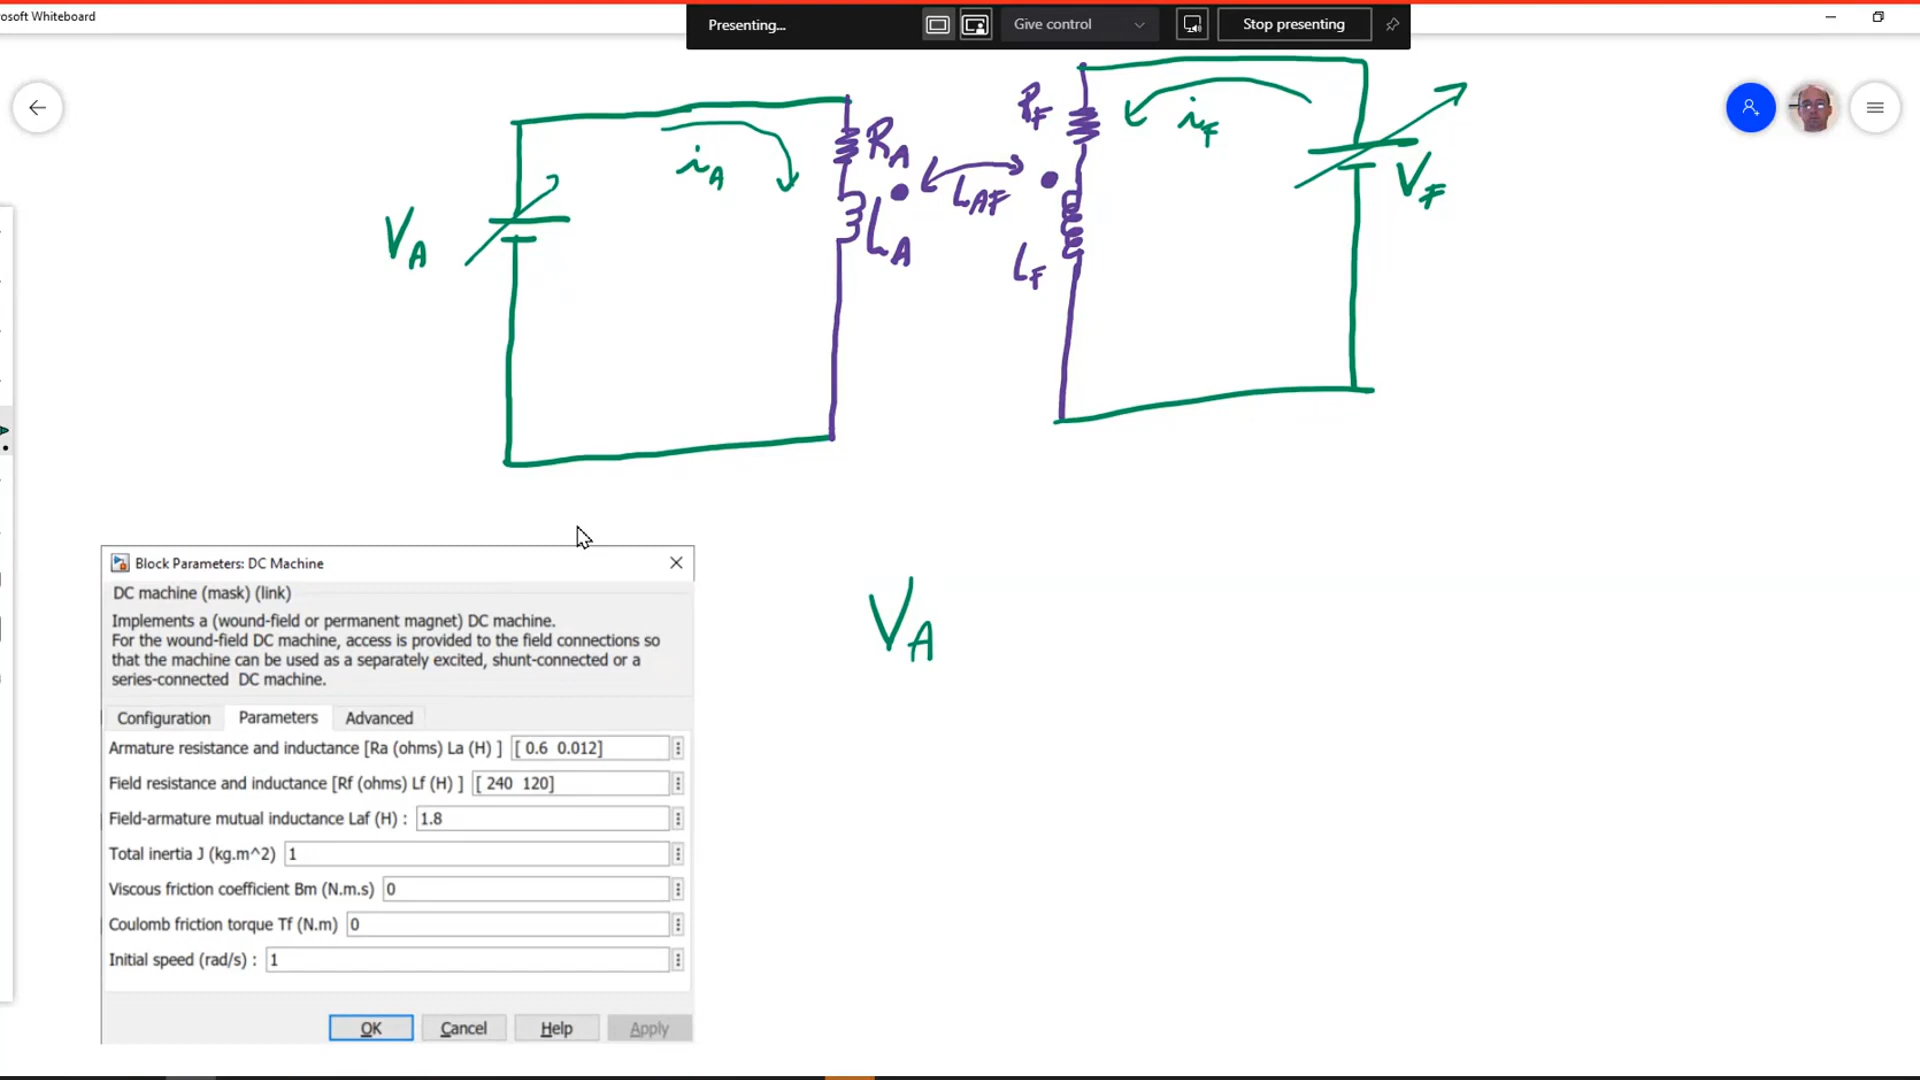 osoft Whiteboard
Presenting...
Give control
Stop presenting
R_F
i_F
R_A
i_A
L_AF
V_F
V_A
L_A
L_F
Block Parameters: DC Machine
DC machine (mask) (link)
Implements a (wound-field or permanent magnet) DC machine.
For the wound-field DC machine, access is provided to the field connections so
that the machine can be used as a separately excited, shunt-connected or a
series-connected DC machine.
V_A
Configuration Parameters Advanced
Armature resistance and inductance [Ra (ohms) La (H) ] [ 0.6 0.012]
Field resistance and inductance [Rf (ohms) Lf (H) ] [ 240 120]
Field-armature mutual inductance Laf (H) : 1.8
Total inertia J (kg.m^2) 1
Viscous friction coefficient Bm (N.m.s) 0
Coulomb friction torque Tf (N.m) 0
Initial speed (rad/s) : 1
OK Cancel Help Apply